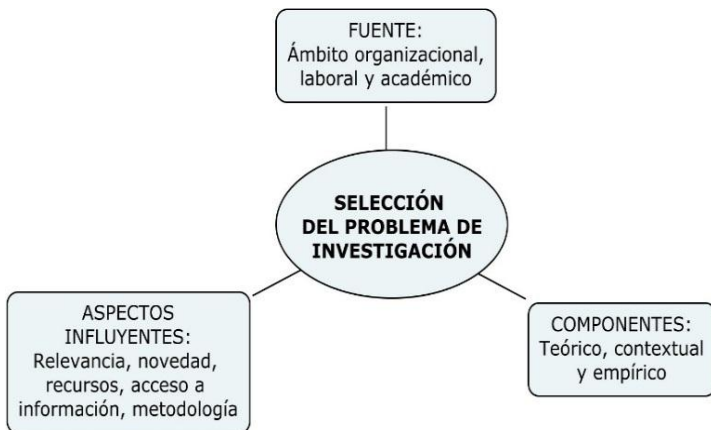 FUENTE:
Ámbito organizacional,
laboral y académico
SELECCIÓN
DEL PROBLEMA DE
INVESTIGACIÓN
ASPECTOS
INFLUYENTES:
Relevancia, novedad,
recursos, acceso a
información, metodología
COMPONENTES:
Teórico, contextual
y empírico